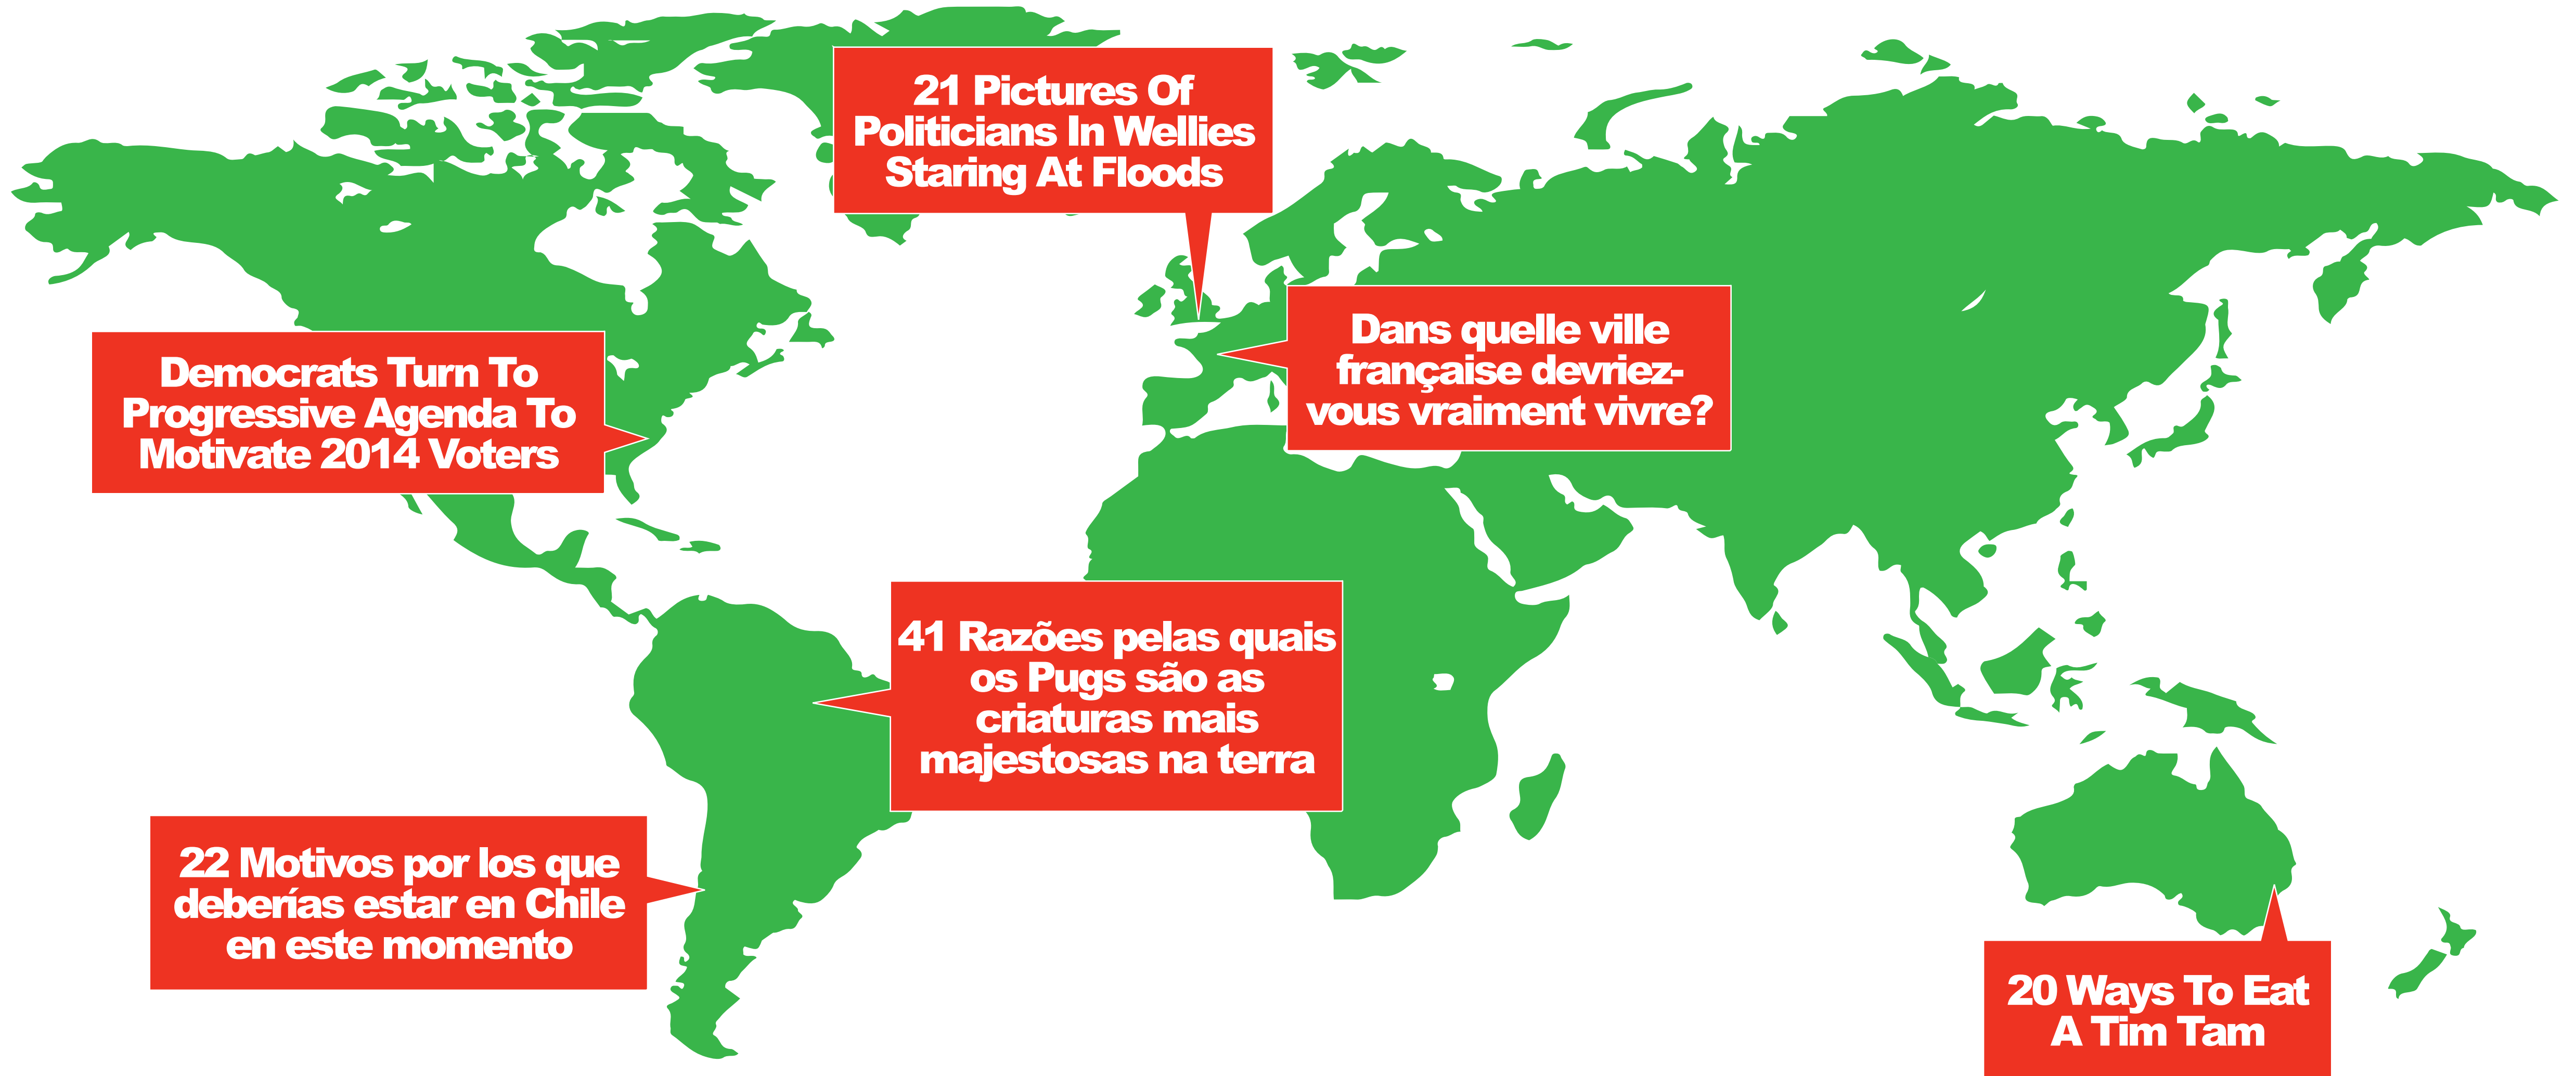 21 Pictures Of
Politicians In Wellies
Staring At Floods
Dans quelle ville
française devriez-
vous vraiment vivre?
Democrats Turn To
Progressive Agenda To
Motivate 2014 Voters
41 Razões pelas quais
os Pugs são as
criaturas mais
majestosas na terra
22 Motivos por los que
deberías estar en Chile
en este momento
20 Ways To Eat
A Tim Tam